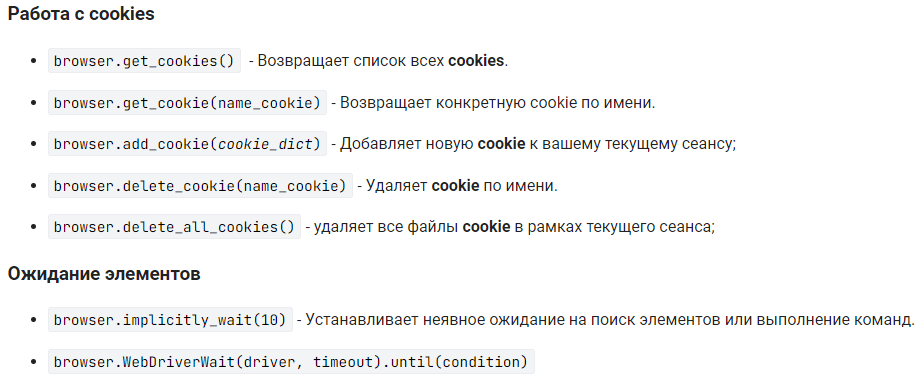 Работа с cookies
browser.get_cookies() - Возвращает список всех cookies.
browser.get_cookie(name_cookie) - Возвращает конкретную cookie по имени.
browser.add_cookie(cookie_dict) - Добавляет новую cookie к вашему текущему сеансу;
browser.delete_cookie(name_cookie) - Удаляет cookie по имени.
browser.delete_all_cookies() - удаляет все файлы cookie в рамках текущего сеанса;
Ожидание элементов
browser.implicitly_wait(10) - Устанавливает неявное ожидание на поиск элементов или выполнение команд.
browser.WebDriverWait(driver, timeout).until(condition)